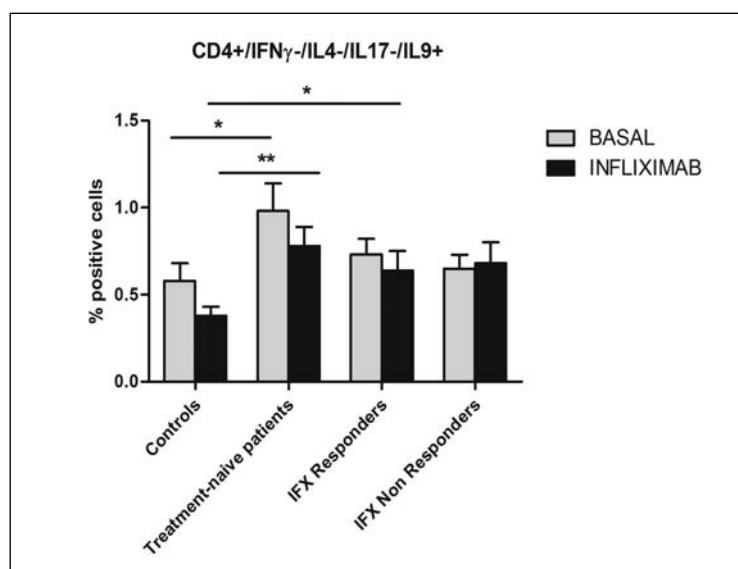 CD4+/IFNγ-/IL4-/IL17-/IL9+
*
*
**
BASAL
INFLIXIMAB
% positive cells
1.5
1.0
0.5
0.0
Controls
Treatment-naive patients
IFX Responders
IFX Non Responders